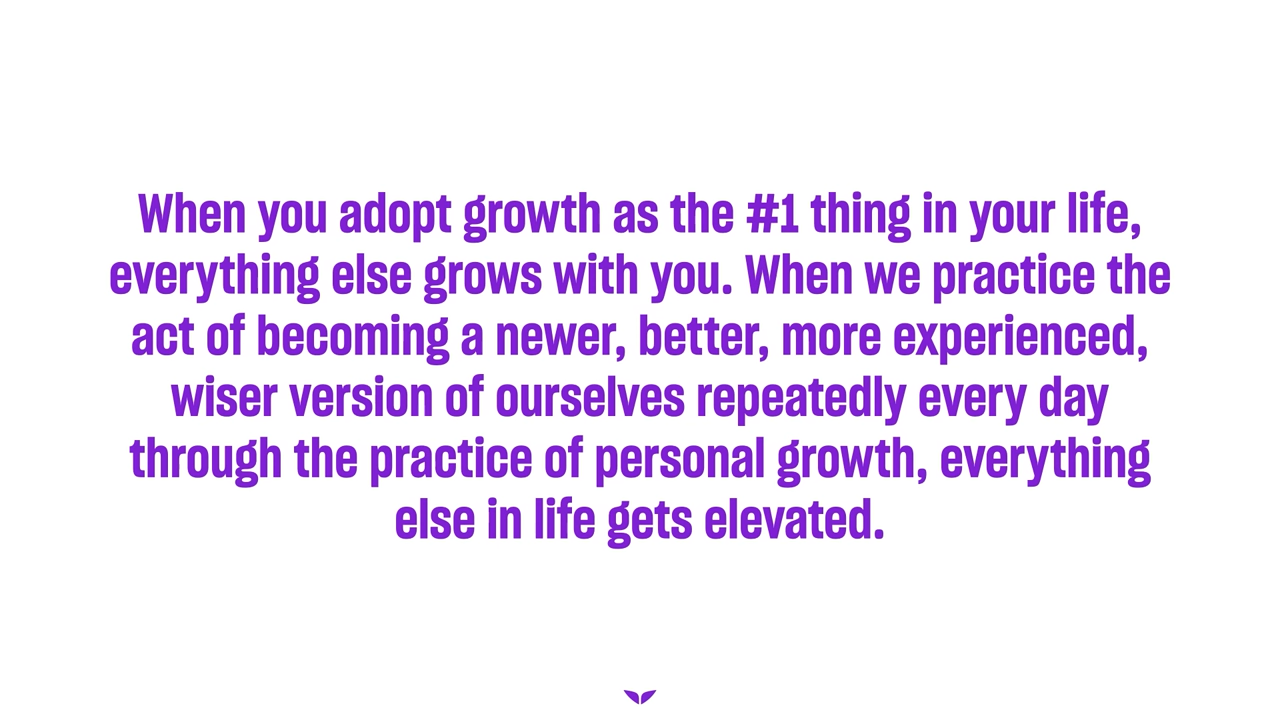 When you adopt growth as the #1 thing in your life,
everything else grows with you. When we practice the
act of becoming a newer, better, more experienced,
wiser version of ourselves repeatedly every day
through the practice of personal growth, everything
else in life gets elevated.